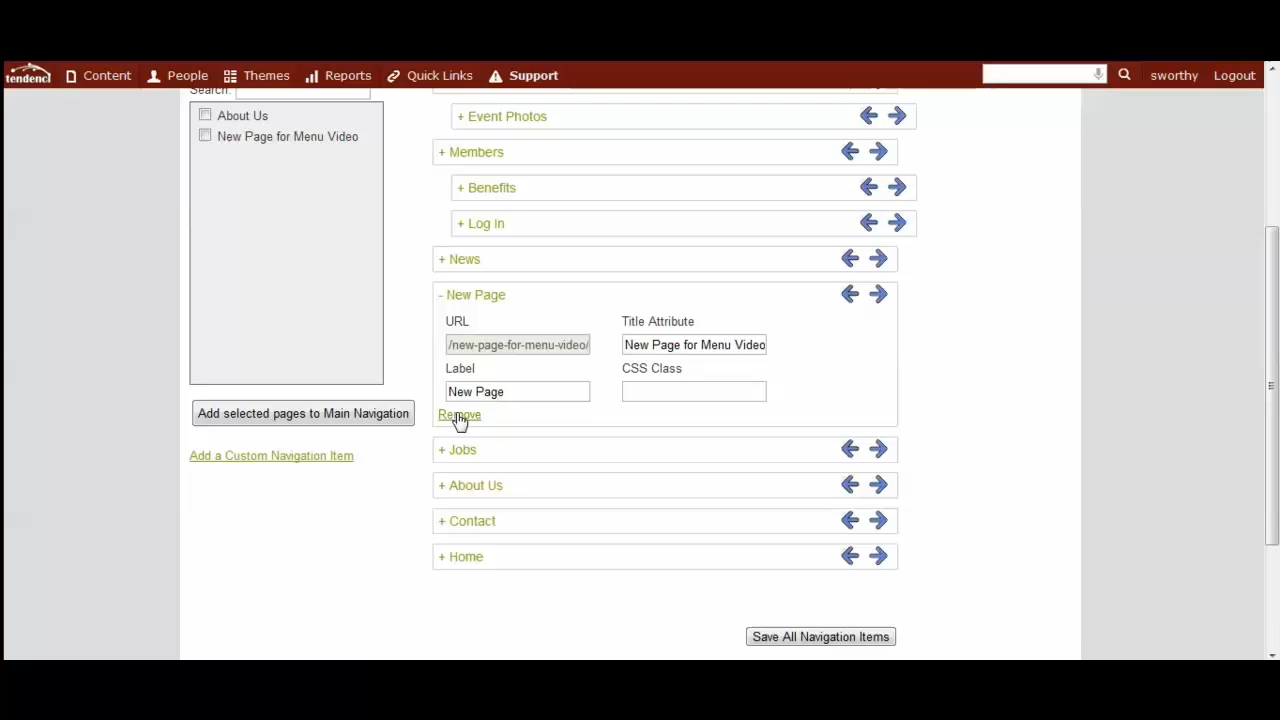 tendenci Content People Themes Reports Quick Links Support sworthy Logout
Search:
About Us
New Page for Menu Video
Add selected pages to Main Navigation
Add a Custom Navigation Item
+ Event Photos
+ Members
+ Benefits
+ Log In
+ News
- New Page
URL Title Attribute
/new-page-for-menu-video/ New Page for Menu Video
Label CSS Class
New Page
Remove
+ Jobs
+ About Us
+ Contact
+ Home
Save All Navigation Items